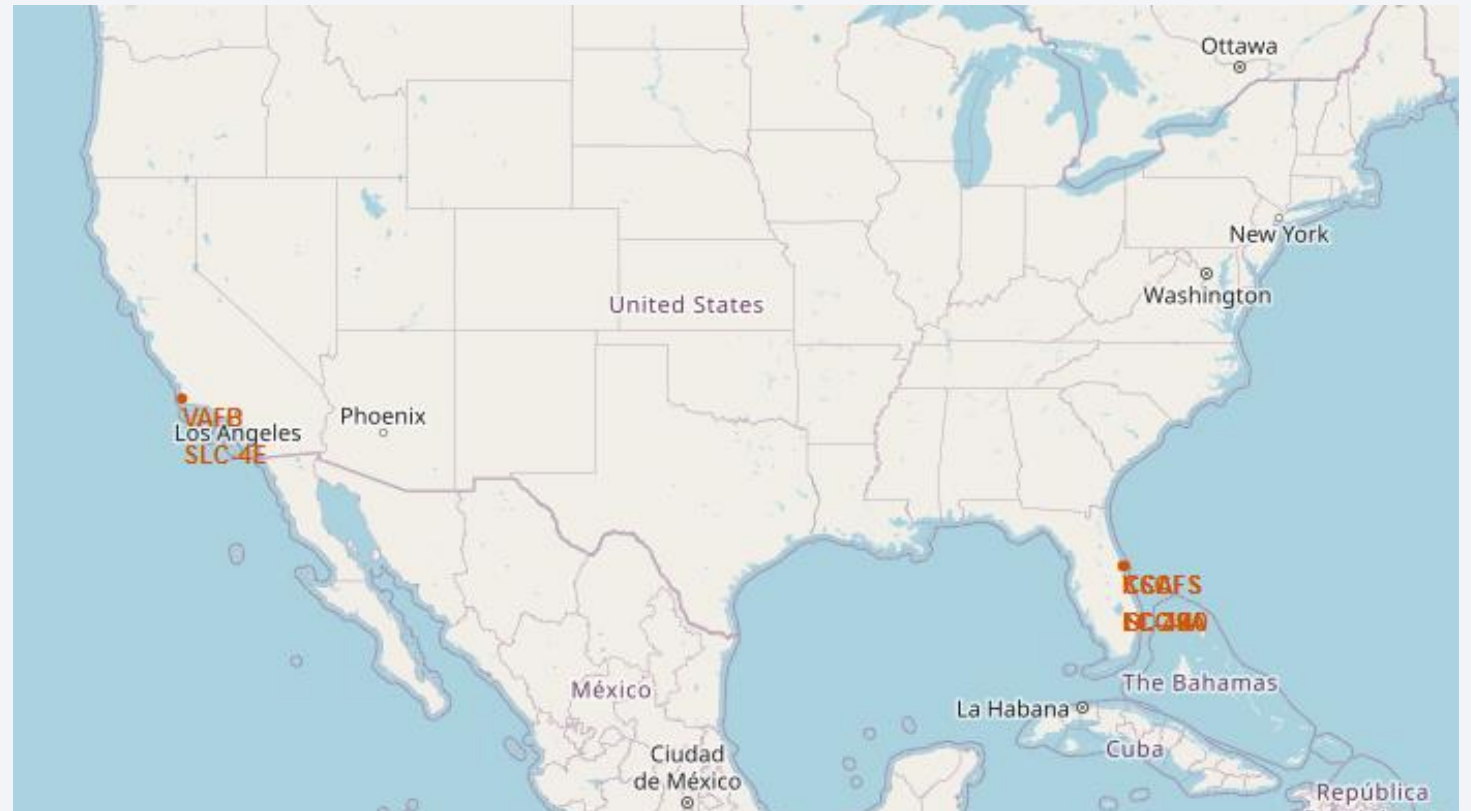 Ottawa
New York
Washington
United States
VAFB
Phoenix
Los Angeles
SLC-4E
México
The Bahamas
La Habana
Cuba
Ciudad
de México
República